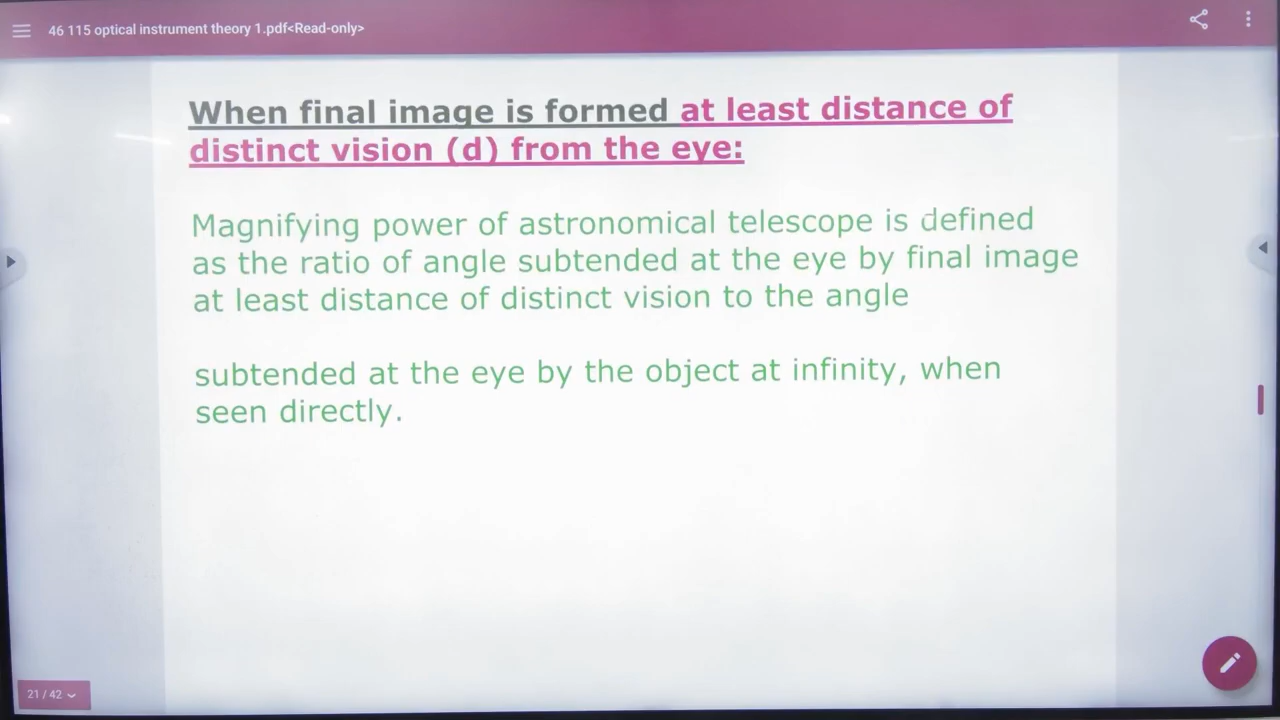 46 115 optical instrument theory 1.pdf<Read-only>
When final image is formed at least distance of
distinct vision (d) from the eye:
Magnifying power of astronomical telescope is defined
as the ratio of angle subtended at the eye by final image
at least distance of distinct vision to the angle
subtended at the eye by the object at infinity, when
seen directly.
21 / 42